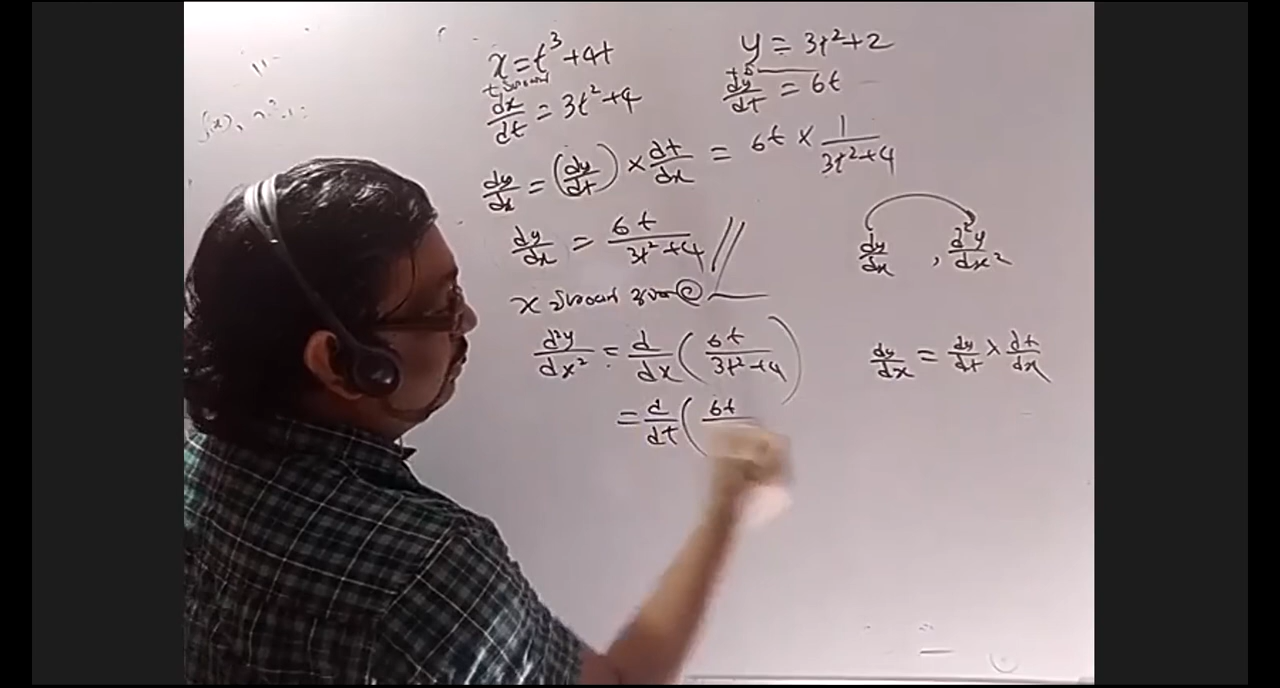 x = t³ + 4t
y = 3t² + 2
dx/dt = 3t² + 4
dy/dt = 6t
dy/dx = (dy/dt) × dt/dx = 6t × 1/(3t² + 4)
dy/dx = 6t/(3t² + 4) //
dy/dx , d²y/dx²
x
d²y/dx² = d/dx (6t/(3t² + 4))
dy/dx = dy/dt × dt/dx
= d/dt (6t